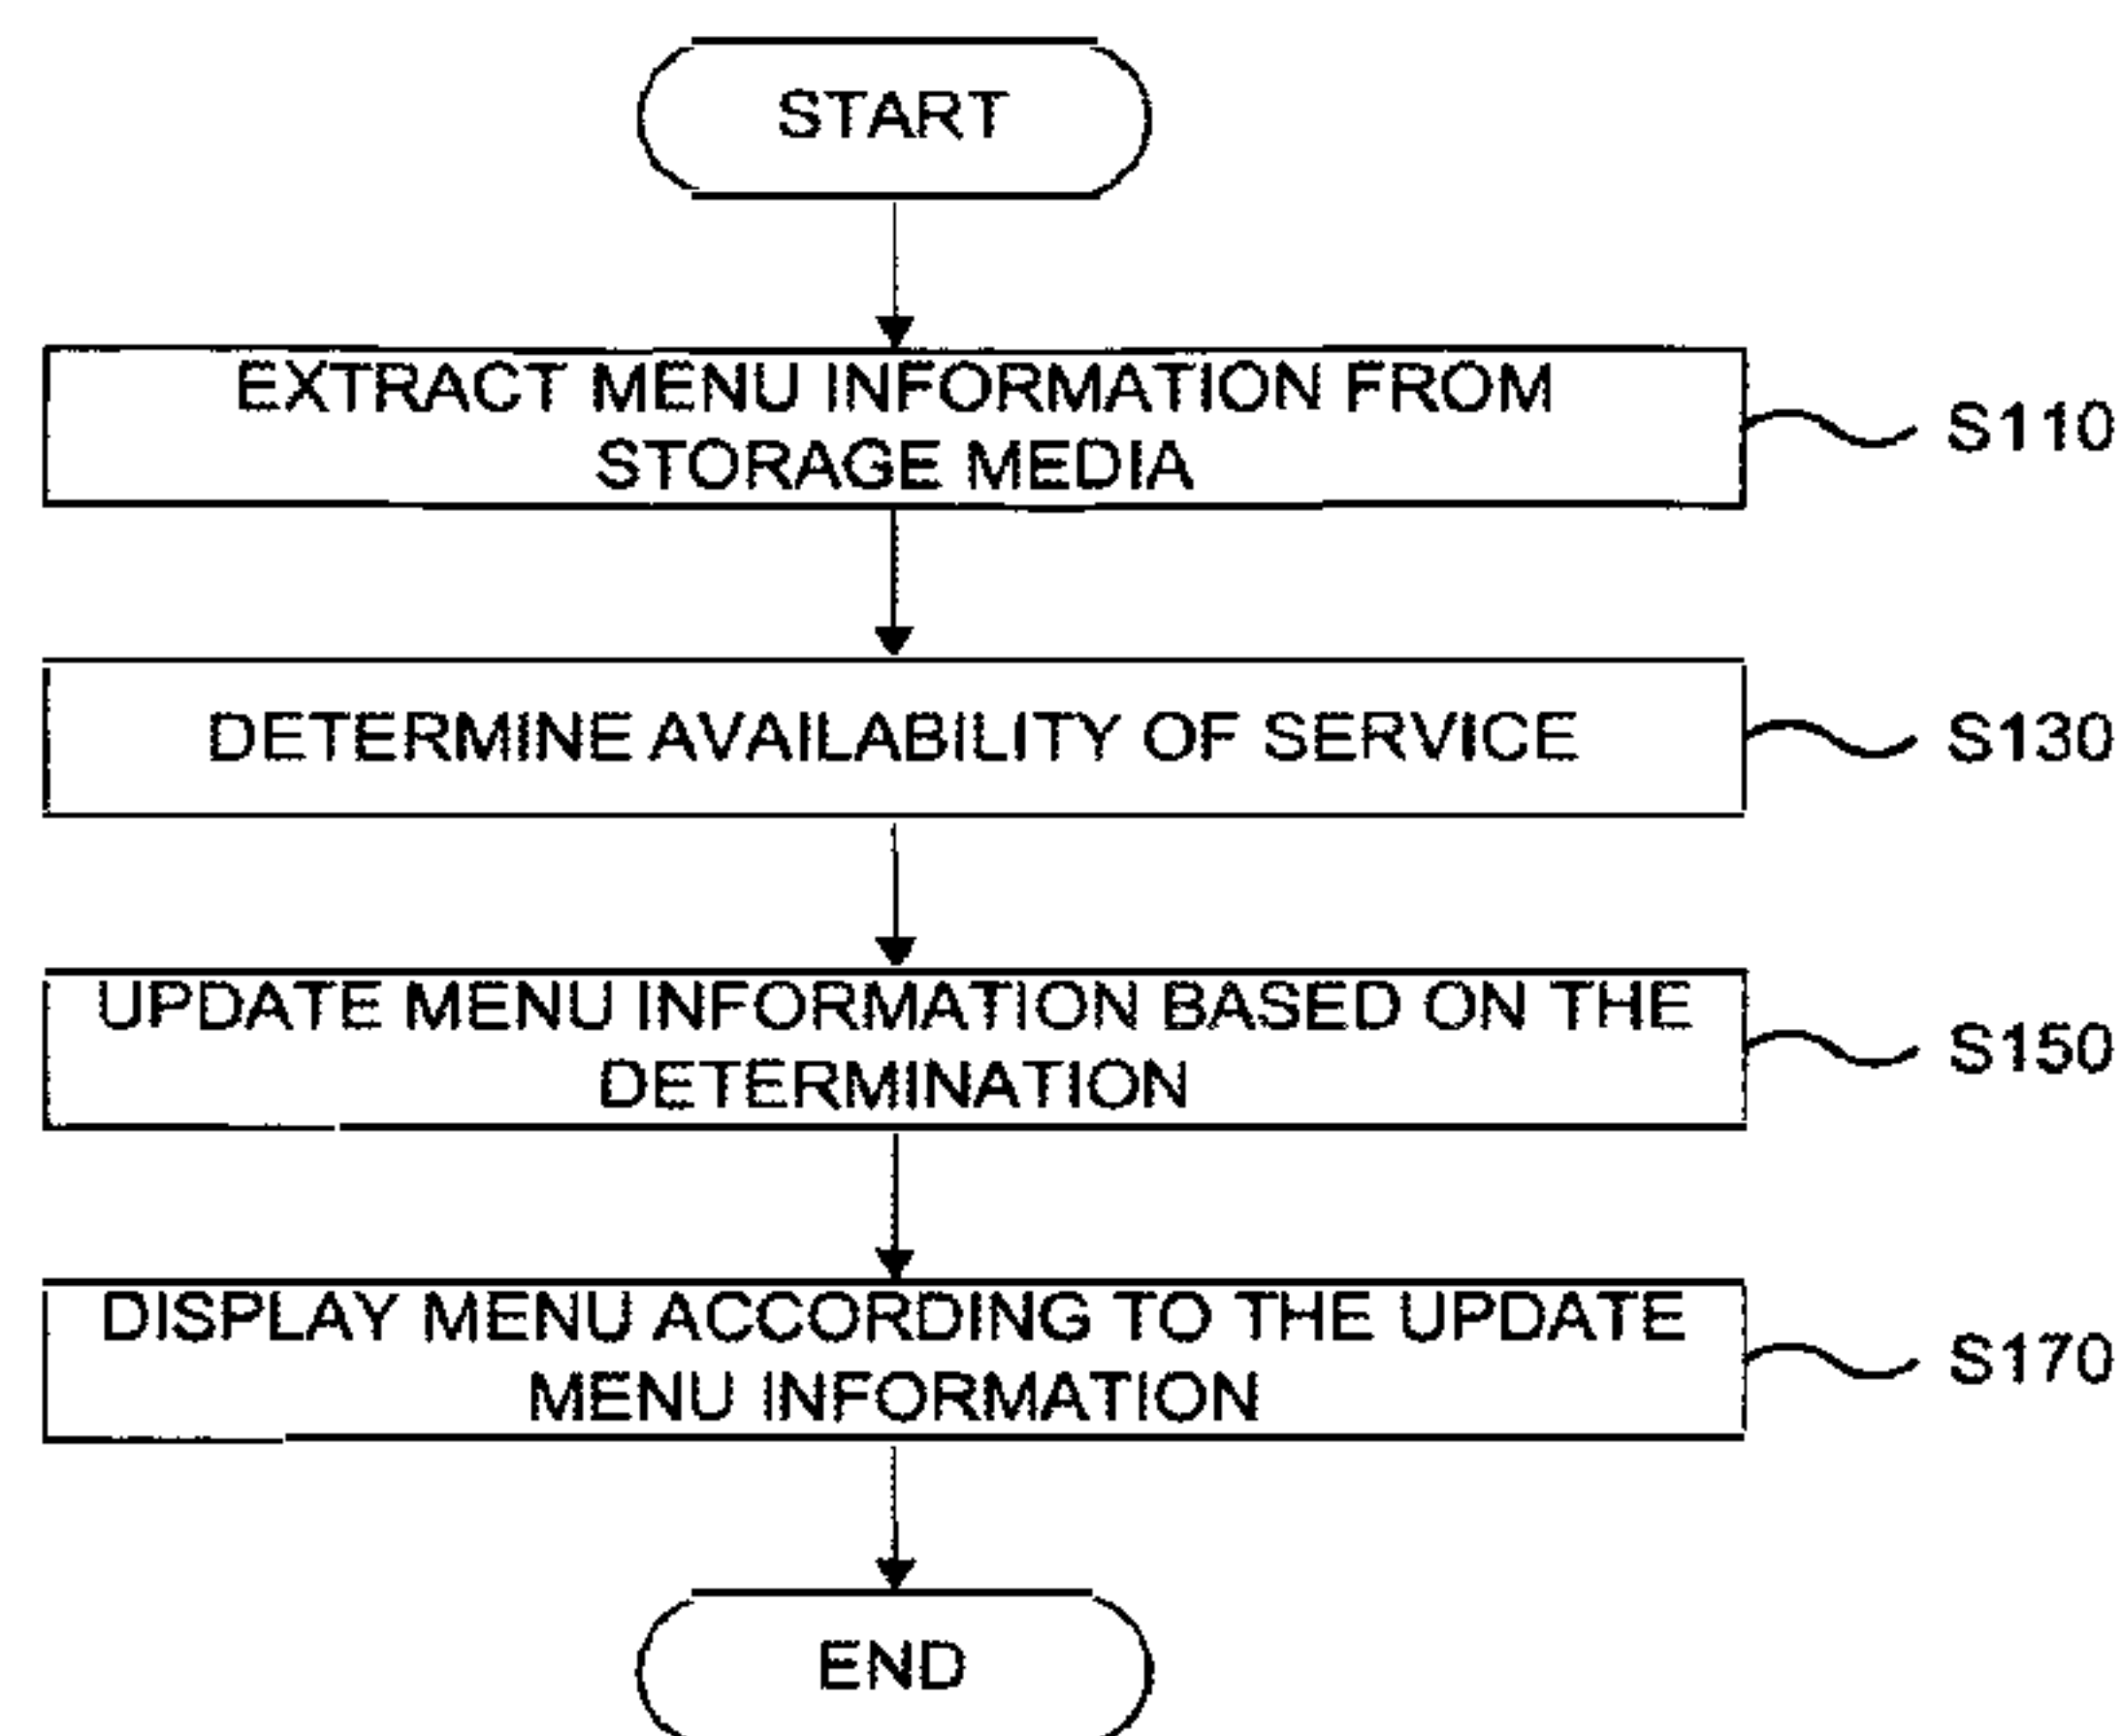 START
EXTRACT MENU INFORMATION FROM
STORAGE MEDIA
S110
DETERMINE AVAILABILITY OF SERVICE
S130
UPDATE MENU INFORMATION BASED ON THE
DETERMINATION
S150
DISPLAY MENU ACCORDING TO THE UPDATE
MENU INFORMATION
S170
END